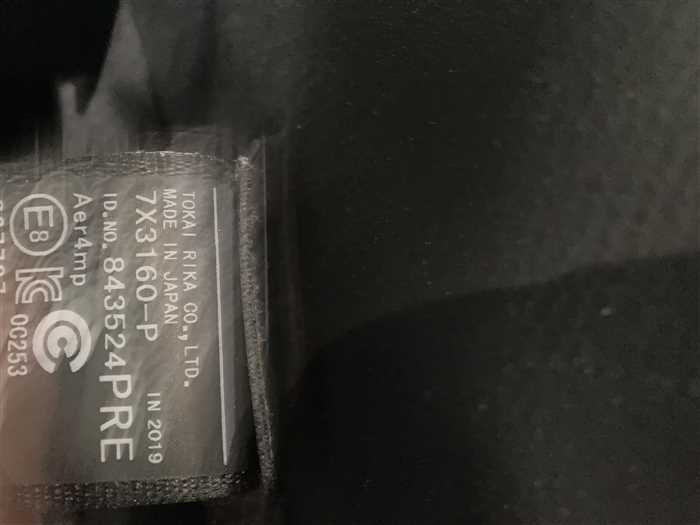 TOKAI RIKA CO., LTD.
MADE IN JAPAN
7X3160-P IN 2019
ID.NO. 843524PRE
Aer4mp
E8 0C253